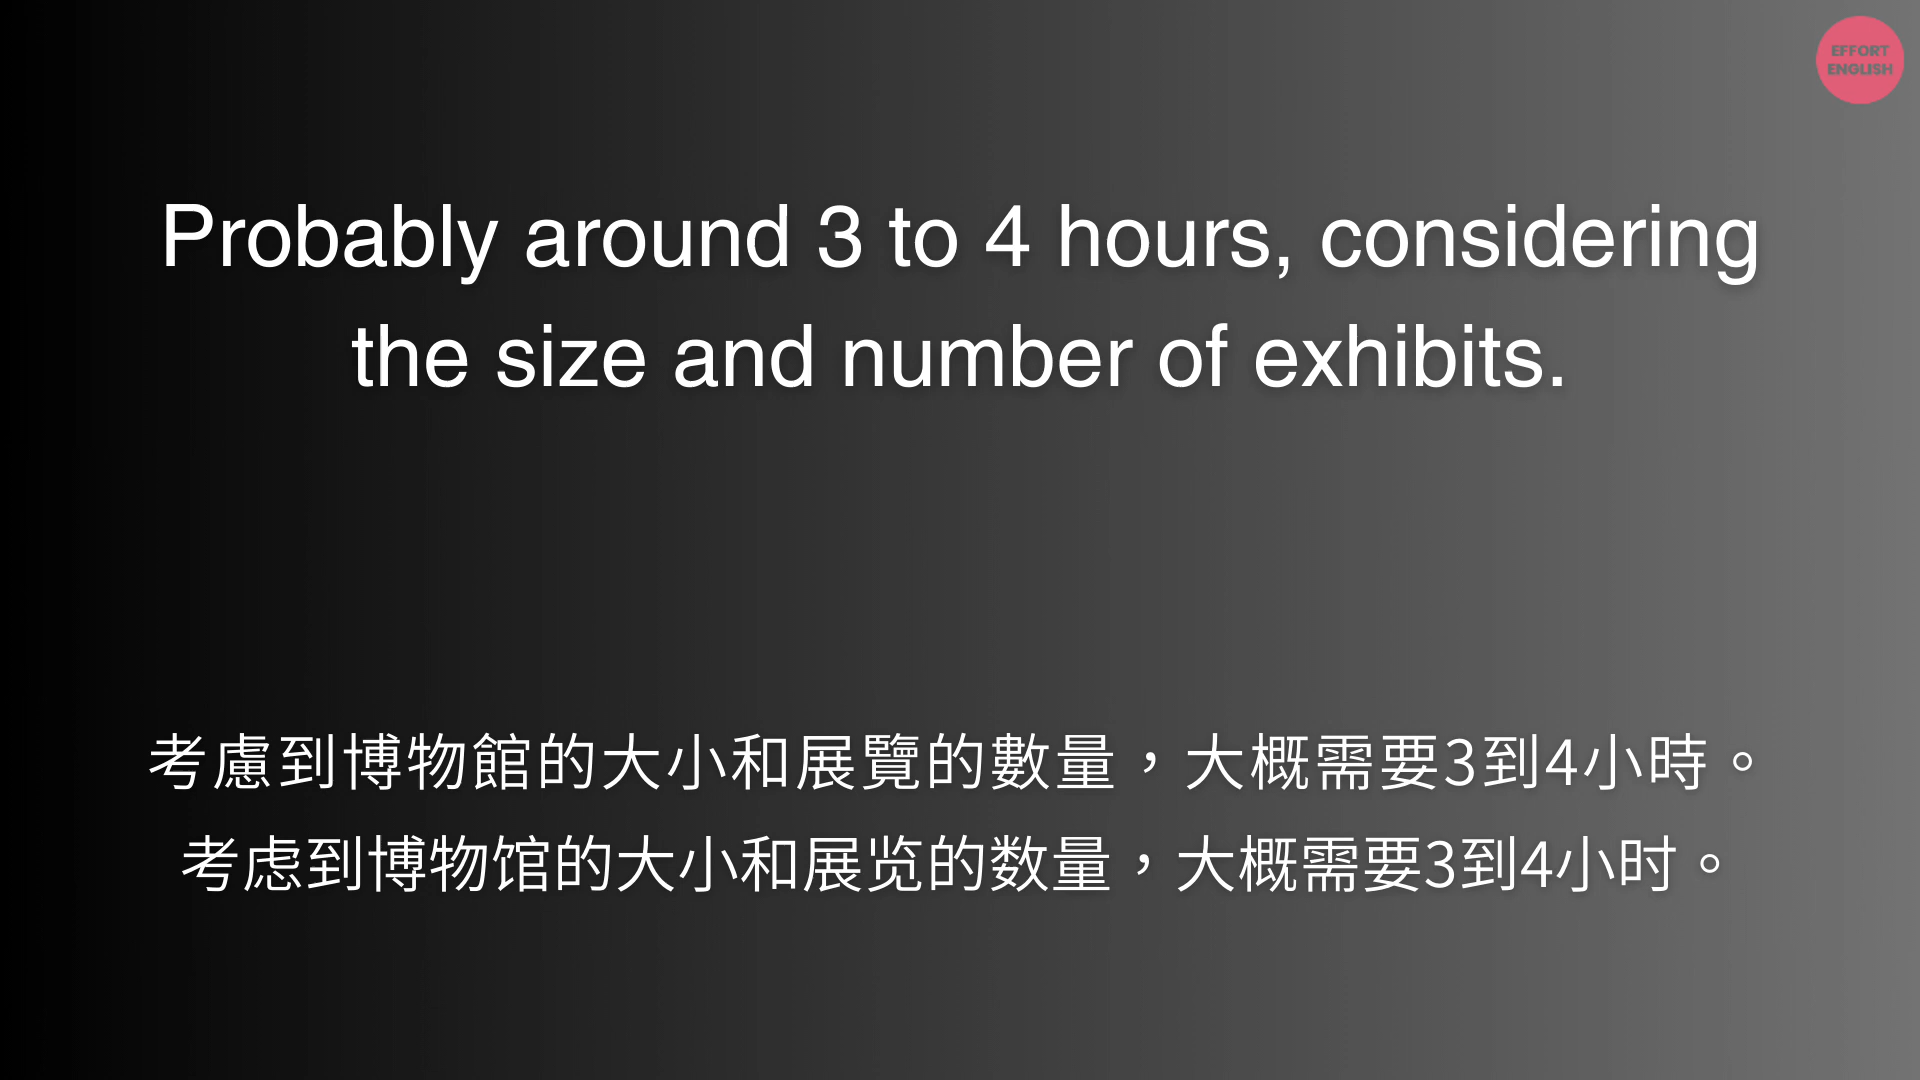 EFFORT
ENGLISH
Probably around 3 to 4 hours, considering
the size and number of exhibits.
考慮到博物館的大小和展覽的數量，大概需要3到4小時。
考虑到博物馆的大小和展览的数量，大概需要3到4小时。